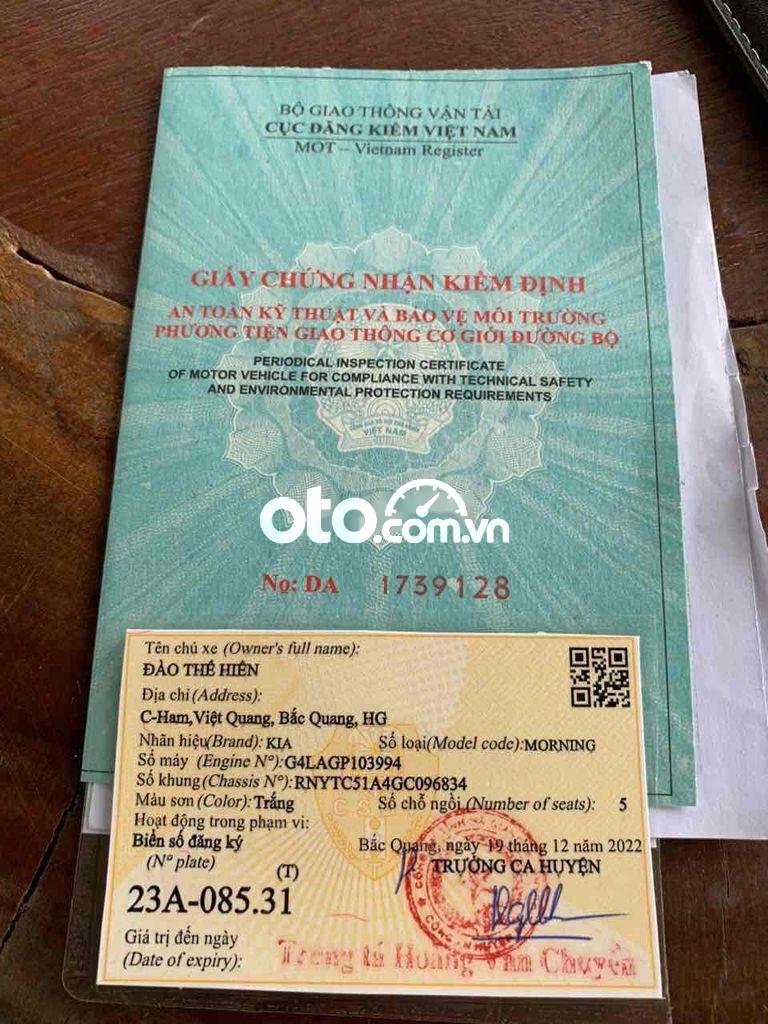 BỘ GIAO THÔNG VẬN TẢI
CỤC ĐĂNG KIỂM VIỆT NAM
MOT – Vietnam Register
GIẤY CHỨNG NHẬN KIỂM ĐỊNH
AN TOÀN KỸ THUẬT VÀ BẢO VỆ MÔI TRƯỜNG
PHƯƠNG TIỆN GIAO THÔNG CƠ GIỚI ĐƯỜNG BỘ
PERIODICAL INSPECTION CERTIFICATE
OF MOTOR VEHICLE FOR COMPLIANCE WITH TECHNICAL SAFETY
AND ENVIRONMENTAL PROTECTION REQUIREMENTS
VIỆT NAM
oto.com.vn
No: DA 1739128
Tên chủ xe (Owner's full name):
ĐÀO THẾ HIÊN
Địa chỉ (Address):
C-Ham,Việt Quang, Bắc Quang, HG
Nhãn hiệu(Brand): KIA Số loại(Model code):MORNING
Số máy (Engine Nº):G4LAGP103994
Số khung (Chassis Nº):RNYTC51A4GC096834
Màu sơn (Color): Trắng Số chỗ ngồi (Number of seats): 5
Hoạt động trong phạm vi:
Biển số đăng ký Bắc Quang, ngày 19 tháng 12 năm 2022
(Nº plate) (T) TRƯỞNG CA HUYỆN
23A-085.31
Giá trị đến ngày
(Date of expiry): Trung tá Hoàng Văn Chuyển